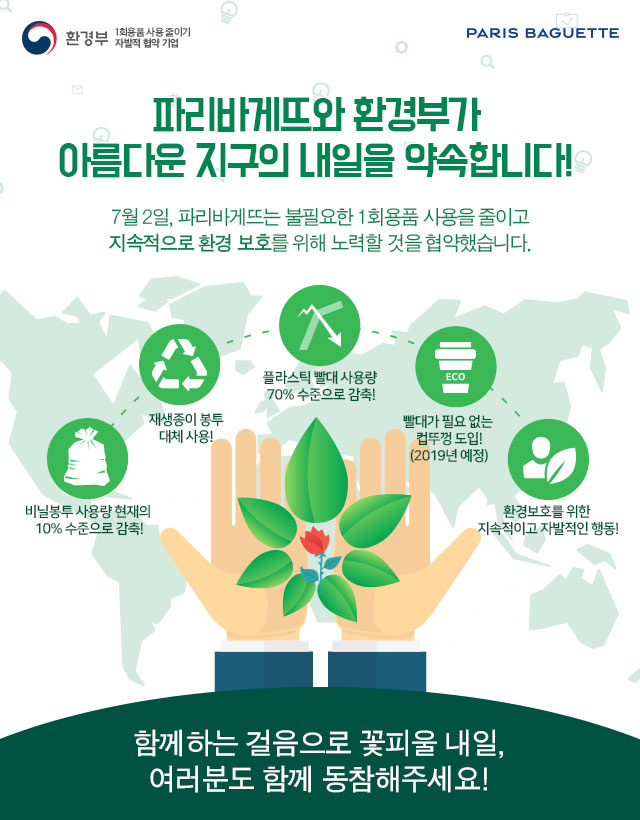 환경부
1회용품 사용 줄이기
자발적 협약 기업
PARIS BAGUETTE
파리바게뜨와 환경부가
아름다운 지구의 내일을 약속합니다!
7월 2일, 파리바게뜨는 불필요한 1회용품 사용을 줄이고
지속적으로 환경 보호를 위해 노력할 것을 협약했습니다.
비닐봉투 사용량 현재의
10% 수준으로 감축!
재생종이 봉투
대체 사용!
플라스틱 빨대 사용량
70% 수준으로 감축!
ECO
빨대가 필요 없는
컵뚜껑 도입!
(2019년 예정)
환경보호를 위한
지속적이고 자발적인 행동!
함께하는 걸음으로 꽃피울 내일,
여러분도 함께 동참해주세요!